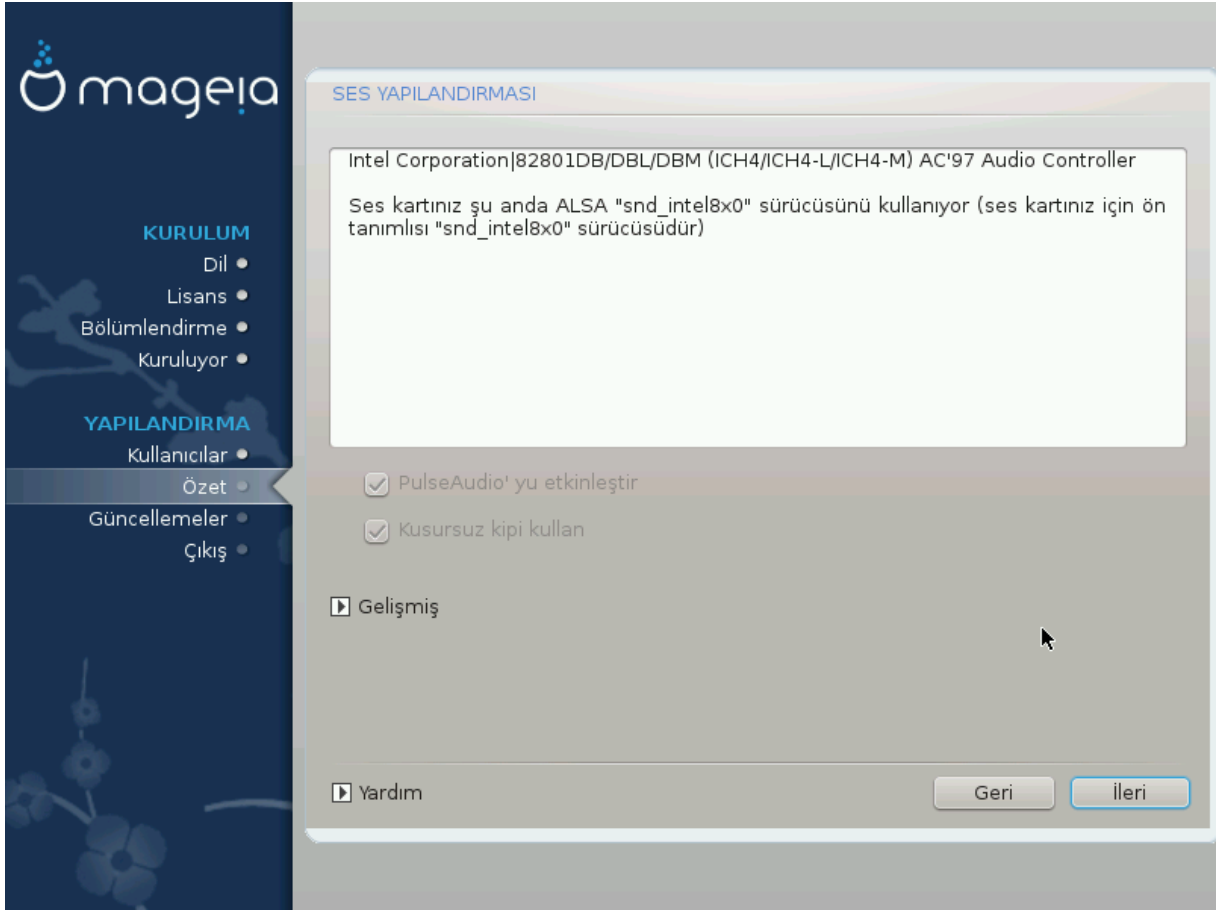 mageia
KURULUM
Dil
Lisans
Bölümlendirme
Kuruluyor
YAPILANDIRMA
Kullanıcılar
Özet
Güncellemeler
Çıkış
SES YAPILANDIRMASI
Intel Corporation|82801DB/DBL/DBM (ICH4/ICH4-L/ICH4-M) AC'97 Audio Controller
Ses kartınız şu anda ALSA "snd_intel8x0" sürücüsünü kullanıyor (ses kartınız için ön
tanımlısı "snd_intel8x0" sürücüsüdür)
PulseAudio' yu etkinleştir
Kusursuz kipi kullan
Gelişmiş
Yardım
Geri
İleri